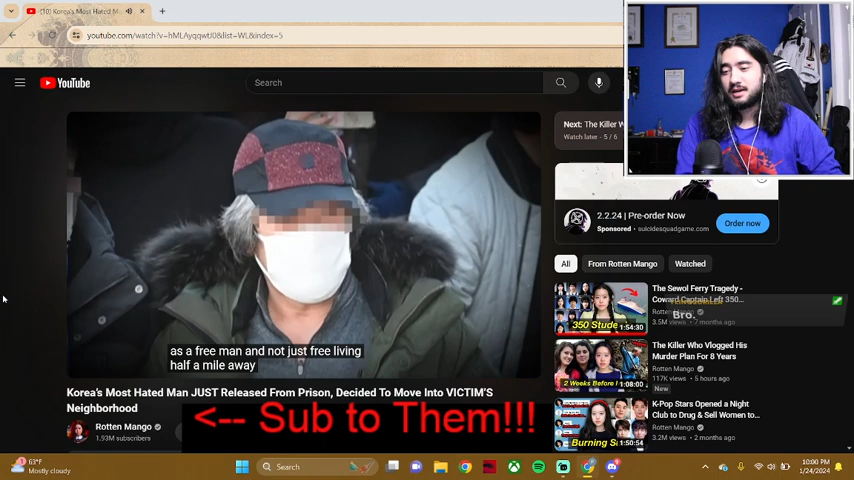 (10) Korea's Most Hated Ma
youtube.com/watch?v=hMLAyqqwtJ0&list=WL&index=5
YouTube
Search
Next: The Killer W
Watch later - 5 / 6
2.2.24 | Pre-order Now
Sponsored · suicidesquadgame.com
Order now
All
From Rotten Mango
Watched
350 Stude
1:54:30
The Sewol Ferry Tragedy -
Coward Captain Left 350...
Rotten
3.5M views · 7 months ago
Bro.
2 Weeks Before
1:08:00
The Killer Who Vlogged His
Murder Plan For 8 Years
Rotten Mango
117K views · 5 hours ago
New
Burning S
1:50:54
K-Pop Stars Opened a Night
Club to Drug & Sell Women to...
Rotten Mango
3.2M views · 2 months ago
as a free man and not just free living
half a mile away
Korea's Most Hated Man JUST Released From Prison, Decided To Move Into VICTIM'S
Neighborhood
Rotten Mango
1.93M subscribers
<-- Sub to Them!!!
63°F
Mostly cloudy
Search
10:00 PM
1/24/2024